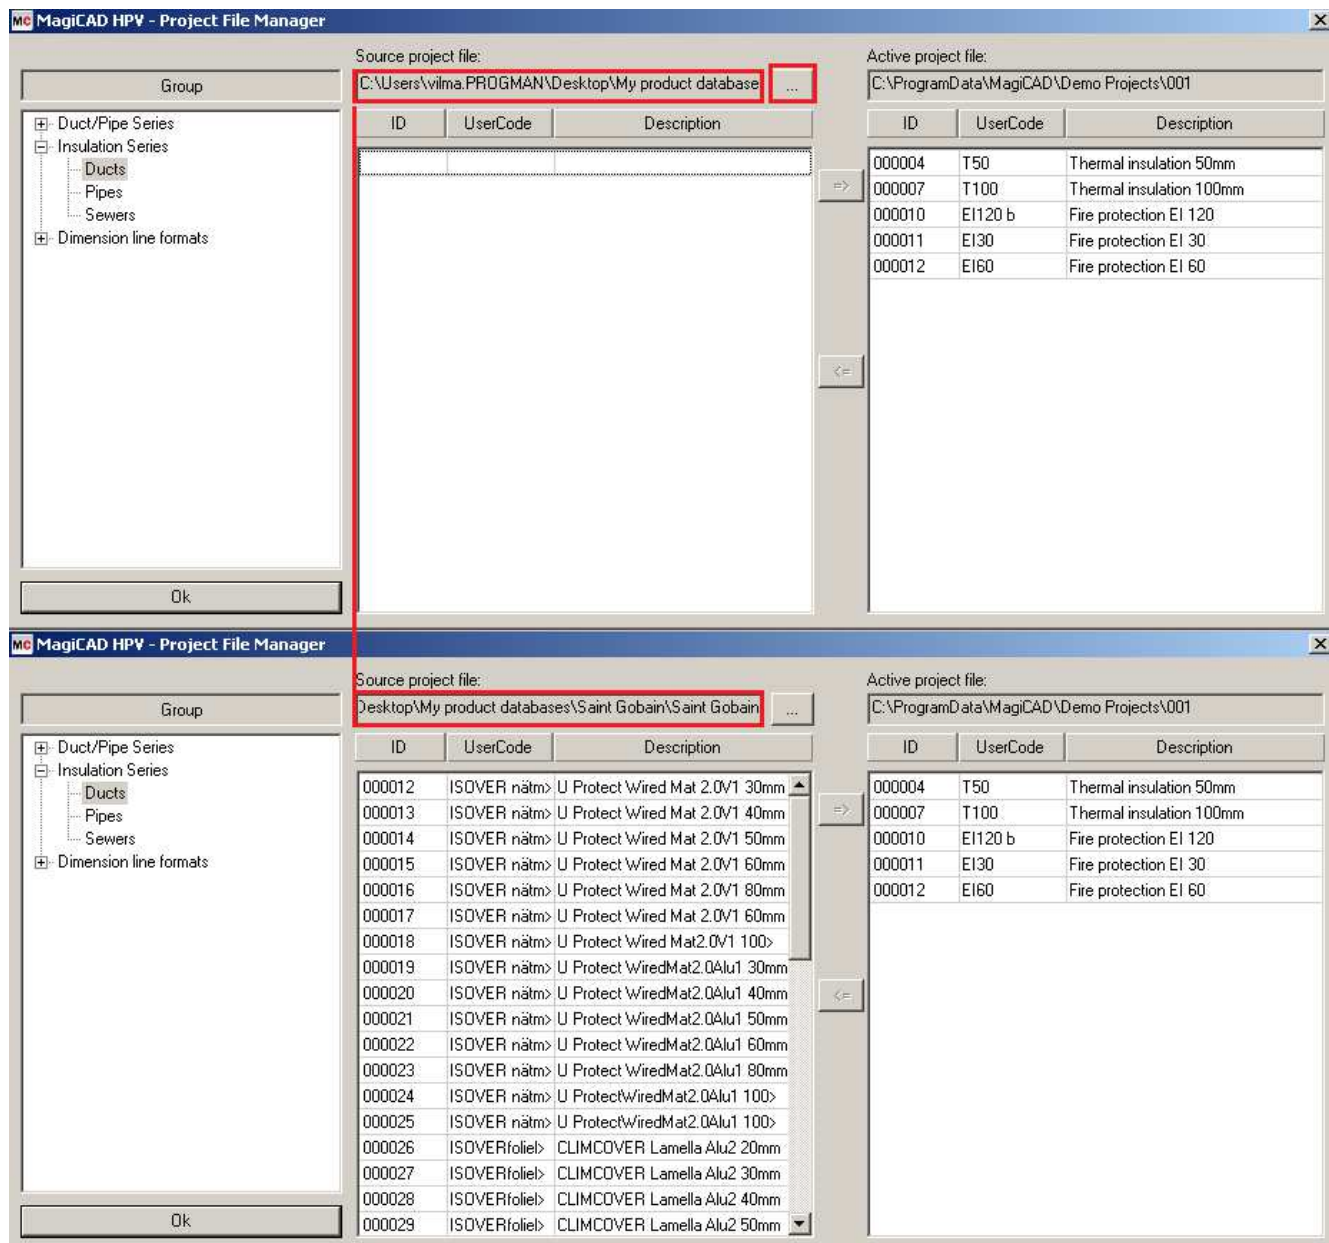 MC MagiCAD HPV - Project File Manager
Source project file:
Active project file:
Group
C:\Users\vilma.PROGMAN\Desktop\My product database
...
C:\ProgramData\MagiCAD\Demo Projects\001
Duct/Pipe Series
Insulation Series
Ducts
Pipes
Sewers
Dimension line formats
Ok
ID UserCode Description
=>
<=
ID UserCode Description
000004 T50 Thermal insulation 50mm
000007 T100 Thermal insulation 100mm
000010 EI120 b Fire protection EI 120
000011 EI30 Fire protection EI 30
000012 EI60 Fire protection EI 60
MC MagiCAD HPV - Project File Manager
Source project file:
Active project file:
Group
Desktop\My product databases\Saint Gobain\Saint Gobain
...
C:\ProgramData\MagiCAD\Demo Projects\001
Duct/Pipe Series
Insulation Series
Ducts
Pipes
Sewers
Dimension line formats
Ok
ID UserCode Description
000012 ISOVER nätm> U Protect Wired Mat 2.0V1 30mm
000013 ISOVER nätm> U Protect Wired Mat 2.0V1 40mm
000014 ISOVER nätm> U Protect Wired Mat 2.0V1 50mm
000015 ISOVER nätm> U Protect Wired Mat 2.0V1 60mm
000016 ISOVER nätm> U Protect Wired Mat 2.0V1 80mm
000017 ISOVER nätm> U Protect Wired Mat 2.0V1 60mm
000018 ISOVER nätm> U Protect Wired Mat2.0V1 100>
000019 ISOVER nätm> U Protect WiredMat2.0Alu1 30mm
000020 ISOVER nätm> U Protect WiredMat2.0Alu1 40mm
000021 ISOVER nätm> U Protect WiredMat2.0Alu1 50mm
000022 ISOVER nätm> U Protect WiredMat2.0Alu1 60mm
000023 ISOVER nätm> U Protect WiredMat2.0Alu1 80mm
000024 ISOVER nätm> U ProtectWiredMat2.0Alu1 100>
000025 ISOVER nätm> U ProtectWiredMat2.0Alu1 100>
000026 ISOVERfoliel> CLIMCOVER Lamella Alu2 20mm
000027 ISOVERfoliel> CLIMCOVER Lamella Alu2 30mm
000028 ISOVERfoliel> CLIMCOVER Lamella Alu2 40mm
000029 ISOVERfoliel> CLIMCOVER Lamella Alu2 50mm
=>
<=
ID UserCode Description
000004 T50 Thermal insulation 50mm
000007 T100 Thermal insulation 100mm
000010 EI120 b Fire protection EI 120
000011 EI30 Fire protection EI 30
000012 EI60 Fire protection EI 60